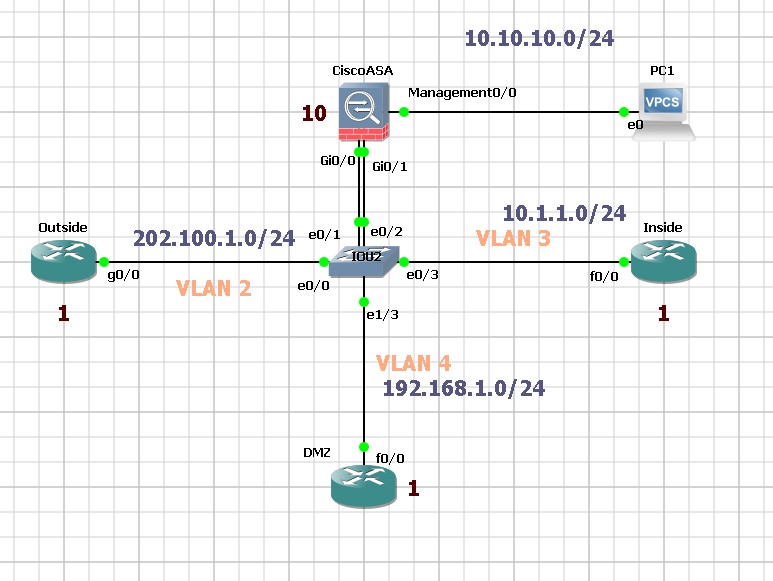 10.10.10.0/24
CiscoASA
PC1
Management0/0
VPCS
10
e0
Gi0/0
Gi0/1
10.1.1.0/24
Outside
Inside
202.100.1.0/24
e0/1
e0/2
VLAN 3
IOU2
g0/0
e0/3
f0/0
VLAN 2
e0/0
1
e1/3
1
VLAN 4
192.168.1.0/24
DMZ
f0/0
1